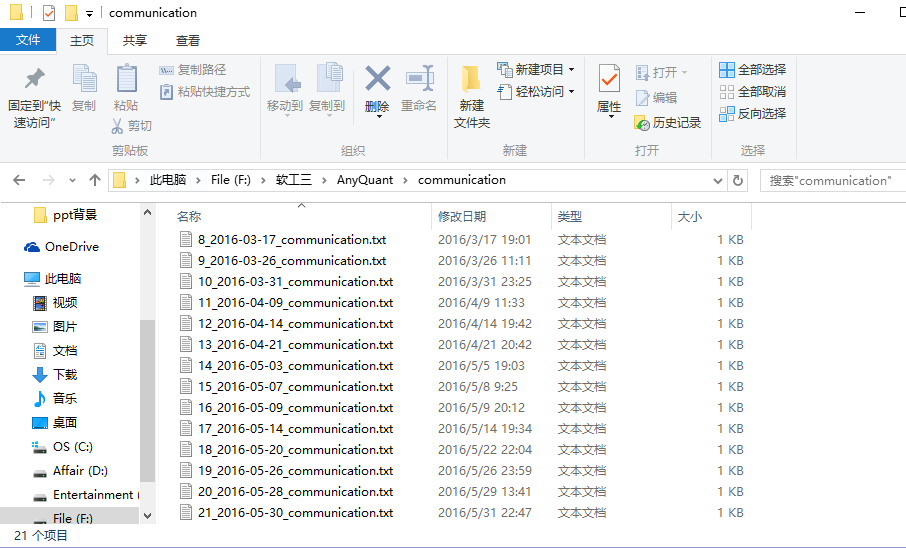 communication
文件 主页 共享 查看
固定到"快速访问"
复制
粘贴
复制路径
粘贴快捷方式
剪切
剪贴板
移动到 复制到 删除 重命名
组织
新建文件夹
新建项目
轻松访问
新建
属性
打开
编辑
历史记录
打开
全部选择
全部取消
反向选择
选择
此电脑 > File (F:) > 软工三 > AnyQuant > communication
搜索"communication"
ppt背景
OneDrive
此电脑
视频
图片
文档
下载
音乐
桌面
OS (C:)
Affair (D:)
Entertainment (
File (F:)
名称 修改日期 类型 大小
8_2016-03-17_communication.txt 2016/3/17 19:01 文本文档 1 KB
9_2016-03-26_communication.txt 2016/3/26 11:11 文本文档 1 KB
10_2016-03-31_communication.txt 2016/3/31 23:25 文本文档 1 KB
11_2016-04-09_communication.txt 2016/4/9 11:33 文本文档 1 KB
12_2016-04-14_communication.txt 2016/4/14 19:42 文本文档 1 KB
13_2016-04-21_communication.txt 2016/4/21 20:42 文本文档 1 KB
14_2016-05-03_communication.txt 2016/5/5 19:03 文本文档 1 KB
15_2016-05-07_communication.txt 2016/5/8 9:25 文本文档 1 KB
16_2016-05-09_communication.txt 2016/5/9 20:12 文本文档 1 KB
17_2016-05-14_communication.txt 2016/5/14 19:34 文本文档 1 KB
18_2016-05-20_communication.txt 2016/5/22 22:04 文本文档 1 KB
19_2016-05-26_communication.txt 2016/5/26 23:59 文本文档 1 KB
20_2016-05-28_communication.txt 2016/5/29 13:41 文本文档 1 KB
21_2016-05-30_communication.txt 2016/5/31 22:47 文本文档 1 KB
21 个项目